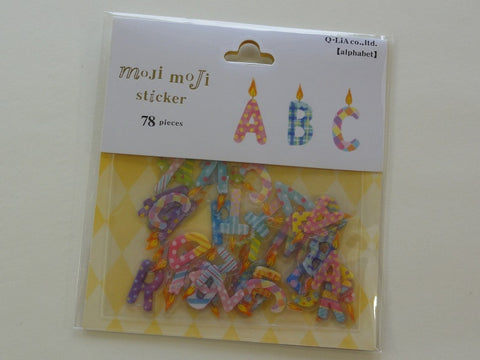 Q-LiA co.,ltd.
【alphabet】
moji moji
sticker
78 pieces
A B C